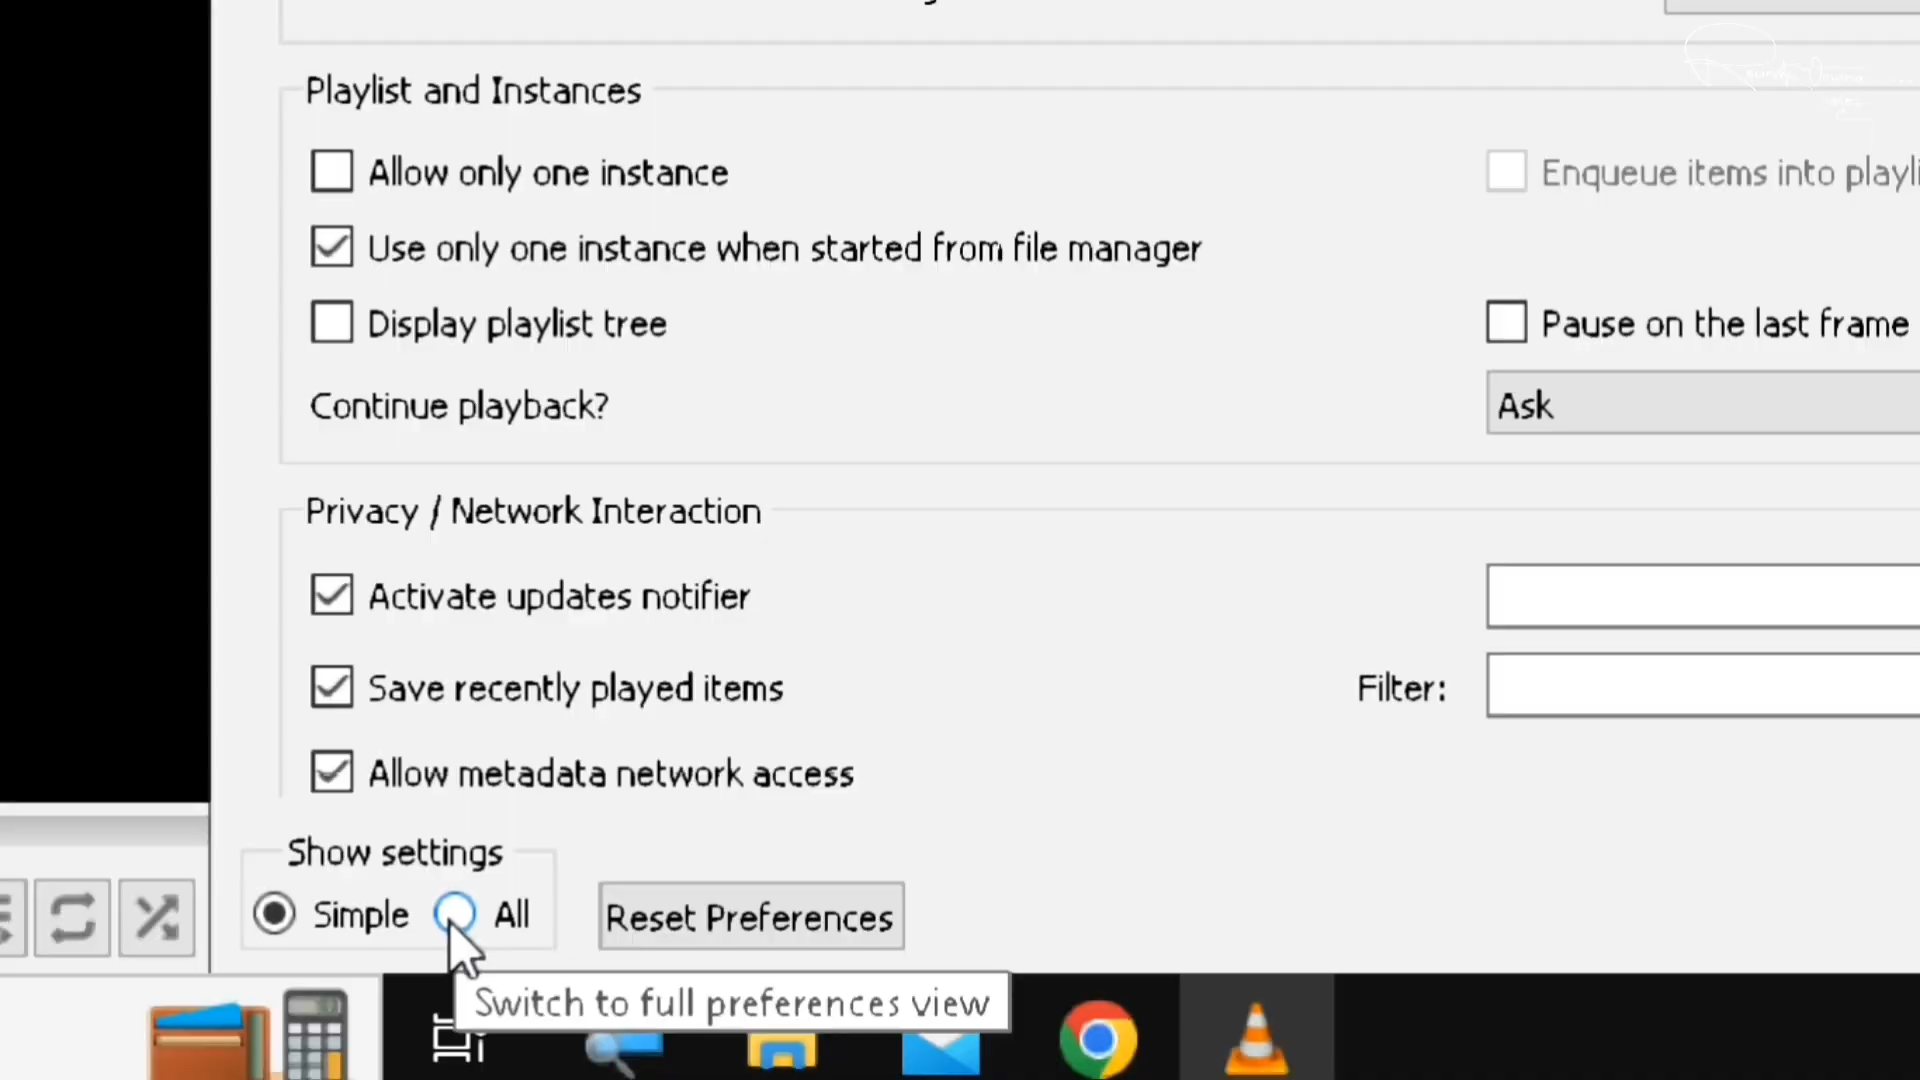 Playlist and Instances
Allow only one instance
Enqueue items into playli
Use only one instance when started from file manager
Display playlist tree
Pause on the last frame
Continue playback?
Ask
Privacy / Network Interaction
Activate updates notifier
Save recently played items
Filter:
Allow metadata network access
Show settings
Simple
All
Reset Preferences
Switch to full preferences view